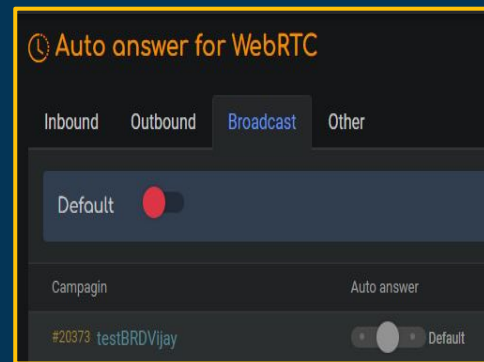 Auto answer for WebRTC
Inbound Outbound Broadcast Other
Default
Campagin Auto answer
#20373 testBRDVijay Default